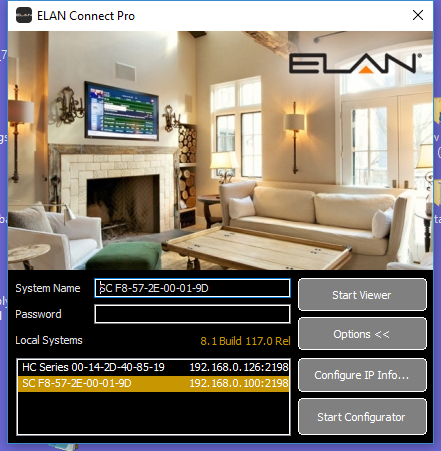 ELAN Connect Pro
ELAN®
System Name
SC F8-57-2E-00-01-9D
Start Viewer
Password
Options <<
Local Systems
8.1 Build 117.0 Rel
HC Series 00-14-2D-40-85-19 192.168.0.126:2198
SC F8-57-2E-00-01-9D 192.168.0.100:2198
Configure IP Info...
Start Configurator